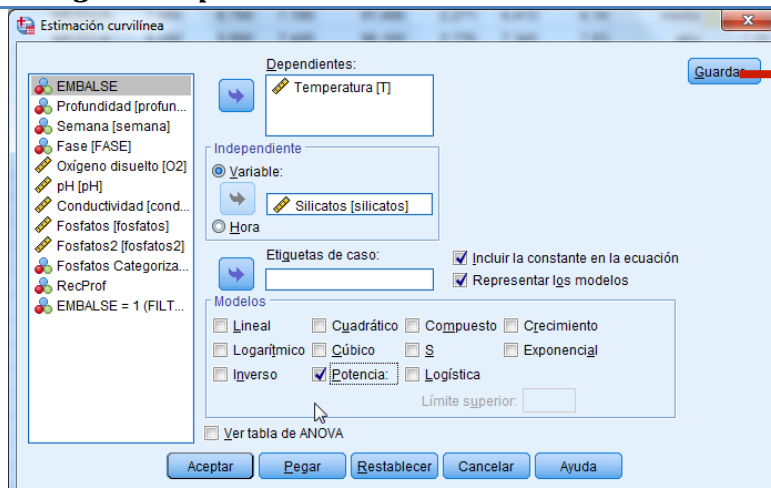 Estimación curvilínea
Dependientes:
Temperatura [T]
Guardar
EMBALSE
Profundidad [profun...
Semana [semana]
Fase [FASE]
Oxígeno disuelto [O2]
pH [pH]
Conductividad [cond...
Fosfatos [fosfatos]
Fosfatos2 [fosfatos2]
Fosfatos Categoriza...
RecProf
EMBALSE = 1 (FILT...
Independiente
Variable:
Silicatos [silicatos]
Hora
Etiquetas de caso:
Incluir la constante en la ecuación
Representar los modelos
Modelos
Lineal Cuadrático Compuesto Crecimiento
Logarítmico Cúbico S Exponencial
Inverso Potencia: Logística
Límite superior:
Ver tabla de ANOVA
Aceptar Pegar Restablecer Cancelar Ayuda